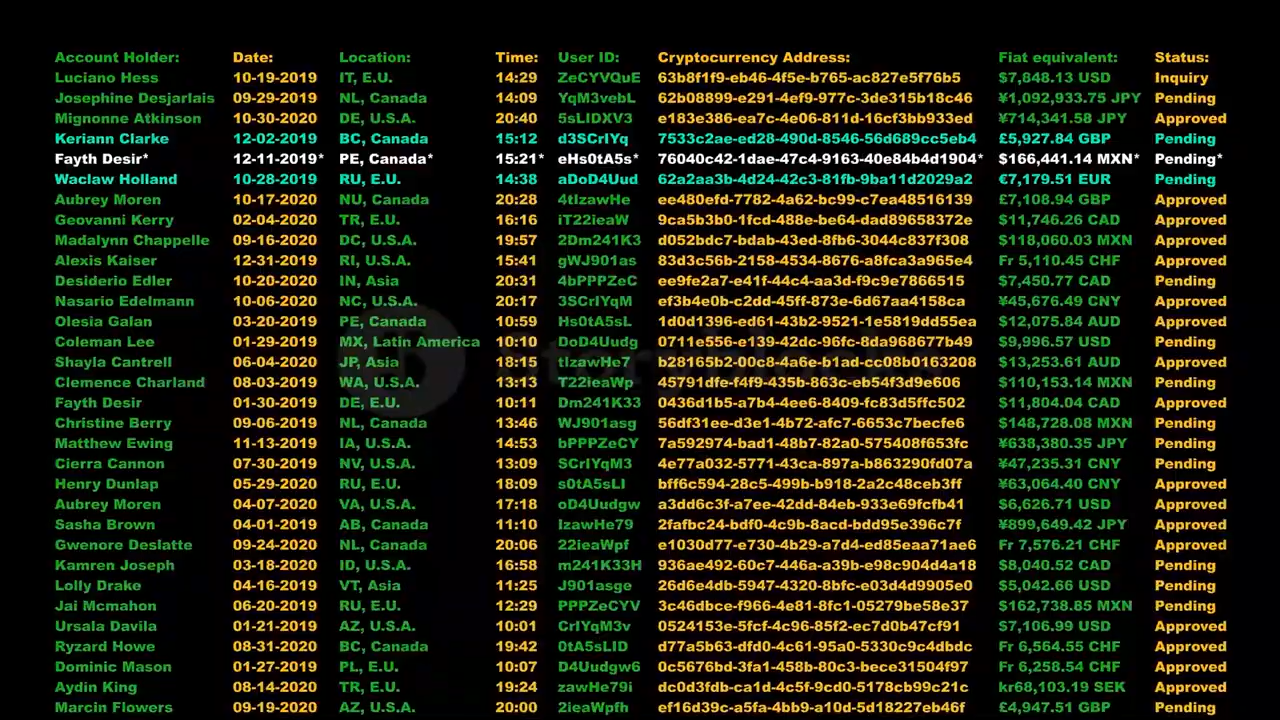 Account Holder: Date: Location: Time: User ID: Cryptocurrency Address: Fiat equivalent: Status:
Luciano Hess 10-19-2019 IT, E.U. 14:29 ZeCYVQuE 63b8f1f9-eb46-4f5e-b765-ac827e5f76b5 $7,848.13 USD Inquiry
Josephine Desjarlais 09-29-2019 NL, Canada 14:09 YqM3vebL 62b08899-e291-4ef9-977c-3de315b18c46 ¥1,092,933.75 JPY Pending
Mignonne Atkinson 10-30-2020 DE, U.S.A. 20:40 5sLIDXV3 e183e386-ea7c-4e06-811d-16cf3bb933ed ¥714,341.58 JPY Approved
Keriann Clarke 12-02-2019 BC, Canada 15:12 d3SCrIYq 7533c2ae-ed28-490d-8546-56d689cc5eb4 £5,927.84 GBP Pending
Fayth Desir* 12-11-2019* PE, Canada* 15:21* eHs0tA5s* 76040c42-1dae-47c4-9163-40e84b4d1904* $166,441.14 MXN* Pending*
Waclaw Holland 10-28-2019 RU, E.U. 14:38 aDoD4Uud 62a2aa3b-4d24-42c3-81fb-9ba11d2029a2 €7,179.51 EUR Pending
Aubrey Moren 10-17-2020 NU, Canada 20:28 4tIzawHe ee480efd-7782-4a62-bc99-c7ea48516139 £7,108.94 GBP Approved
Geovanni Kerry 02-04-2020 TR, E.U. 16:16 iT22ieaW 9ca5b3b0-1fcd-488e-be64-dad89658372e $11,746.26 CAD Approved
Madalynn Chappelle 09-16-2020 DC, U.S.A. 19:57 2Dm241K3 d052bdc7-bdab-43ed-8fb6-3044c837f308 $118,060.03 MXN Approved
Alexis Kaiser 12-31-2019 RI, U.S.A. 15:41 gWJ901as 83d3c56b-2158-4534-8676-a8fca3a965e4 Fr 5,110.45 CHF Approved
Desiderio Edler 10-20-2020 IN, Asia 20:31 4bPPPZeC ee9fe2a7-e41f-44c4-aa3d-f9c9e7866515 $7,450.77 CAD Pending
Nasario Edelmann 10-06-2020 NC, U.S.A. 20:17 3SCrIYqM ef3b4e0b-c2dd-45ff-873e-6d67aa4158ca ¥45,676.49 CNY Approved
Olesia Galan 03-20-2019 PE, Canada 10:59 Hs0tA5sL 1d0d1396-ed61-43b2-9521-1e5819dd55ea $12,075.84 AUD Approved
Coleman Lee 01-29-2019 MX, Latin America 10:10 DoD4Uudg 0711e556-e139-42dc-96fc-8da968677b49 $9,996.57 USD Pending
Shayla Cantrell 06-04-2020 JP, Asia 18:15 tIzawHe7 b28165b2-00ce-4a6e-b1ad-cc08b0163208 $13,253.61 AUD Approved
Clemence Charland 08-03-2019 WA, U.S.A. 13:13 T22ieaWp 45791dfe-f4f9-435b-863c-eb54f3d9e606 $110,153.14 MXN Pending
Fayth Desir 01-30-2019 DE, E.U. 10:11 Dm241K33 0436d1b5-a7b4-4ee6-8409-fc83d5ffc502 $11,804.04 CAD Approved
Christine Berry 09-06-2019 NL, Canada 13:46 WJ901asg 56df31ee-d3e1-4b72-afc7-6653c7becfe6 $148,728.08 MXN Pending
Matthew Ewing 11-13-2019 IA, U.S.A. 14:53 bPPPZeCY 7a592974-bad1-48b7-82a0-575408f653fc ¥638,380.35 JPY Pending
Cierra Cannon 07-30-2019 NV, U.S.A. 13:09 SCrIYqM3 4e77a032-5771-43ca-897a-b863290fd07a ¥47,235.31 CNY Pending
Henry Dunlap 05-29-2020 RU, E.U. 18:09 s0tA5sLI bff6c594-28c5-499b-b918-2a2c48ceb3ff ¥63,064.40 CNY Pending
Aubrey Moren 04-07-2020 VA, U.S.A. 17:18 oD4Uudgw a3dd6c3f-a7ee-42dd-84eb-933e69fcfb41 $6,626.71 USD Approved
Sasha Brown 04-01-2019 AB, Canada 11:10 IzawHe79 2fafbc24-bdf0-4c9b-8acd-bdd95e396c7f ¥899,649.42 JPY Approved
Gwenore Deslatte 09-24-2020 NL, Canada 20:06 22ieaWpf e1030d77-e730-4b29-a7d4-ed85eaa71ae6 Fr 7,576.21 CHF Approved
Kamren Joseph 03-18-2020 ID, U.S.A. 16:58 m241K33H 936ae492-60c7-446a-a39b-e98c904d4a18 $8,040.52 CAD Pending
Lolly Drake 04-16-2019 VT, Asia 11:25 J901asge 26d6e4db-5947-4320-8bfc-e03d4d9905e0 $5,042.66 USD Pending
Jai Mcmahon 06-20-2019 RU, E.U. 12:29 PPPZeCYV 3c46dbce-f966-4e81-8fc1-05279be58e37 $162,738.85 MXN Pending
Ursala Davila 01-21-2019 AZ, U.S.A. 10:01 CrIYqM3v 0524153e-5fcf-4c96-85f2-ec7d0b47cf91 $7,106.99 USD Approved
Ryzard Howe 08-31-2020 BC, Canada 19:42 0tA5sLID d77a5b63-dfd0-4c61-95a0-5330c9c4dbdc Fr 6,564.55 CHF Approved
Dominic Mason 01-27-2019 PL, E.U. 10:07 D4Uudgw6 0c5676bd-3fa1-458b-80c3-bece31504f97 Fr 6,258.54 CHF Approved
Aydin King 08-14-2020 TR, E.U. 19:24 zawHe79i dc0d3fdb-ca1d-4c5f-9cd0-5178cb99c21c kr68,103.19 SEK Approved
Marcin Flowers 09-19-2020 AZ, U.S.A. 20:00 2ieaWpfh ef16d39c-a5fa-4bb9-a10d-5d18227eb46f £4,947.51 GBP Pending